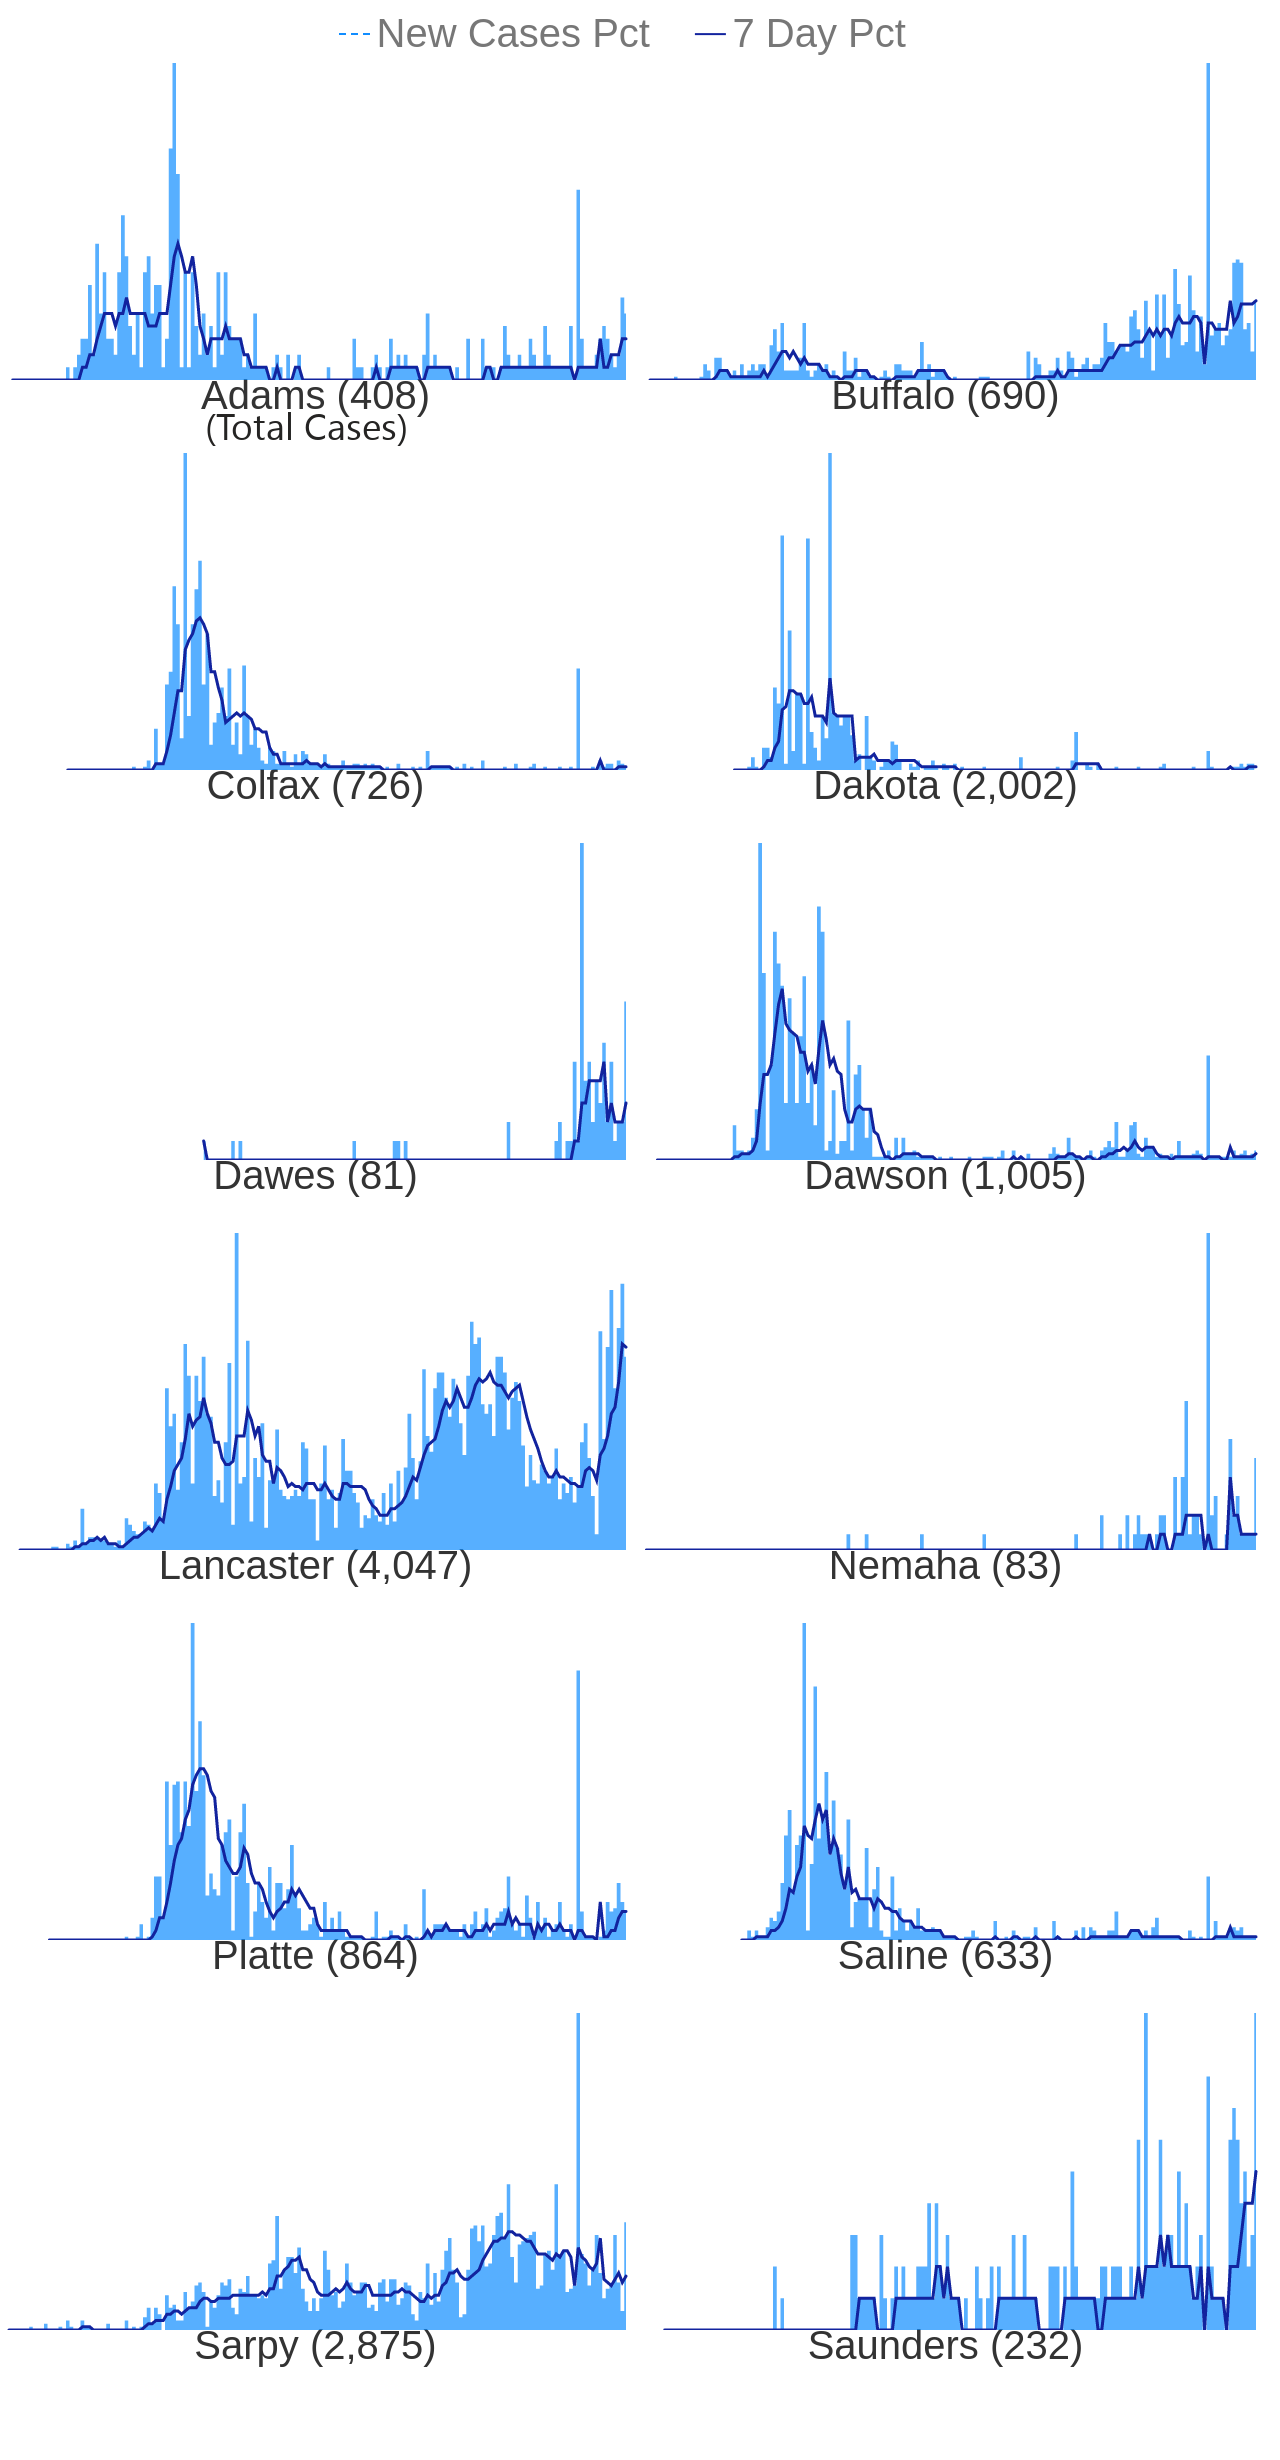 New Cases Pct 7 Day Pct
Adams (408) Buffalo (690)
(Total Cases)
Colfax (726) Dakota (2,002)
Dawes (81) Dawson (1,005)
Lancaster (4,047) Nemaha (83)
Platte (864) Saline (633)
Sarpy (2,875) Saunders (232)